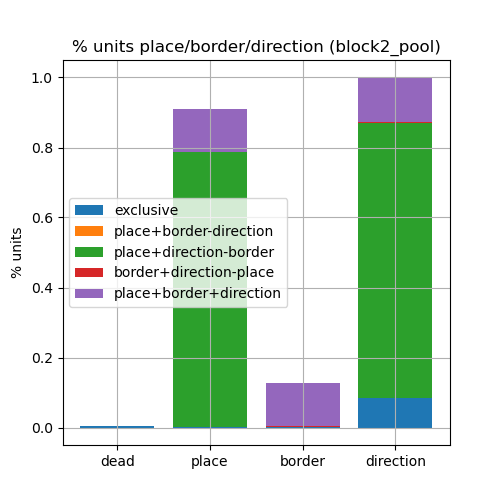 % units place/border/direction (block2_pool)
% units
1.0
0.8
0.6
0.4
0.2
0.0
exclusive
place+border-direction
place+direction-border
border+direction-place
place+border+direction
dead place border direction